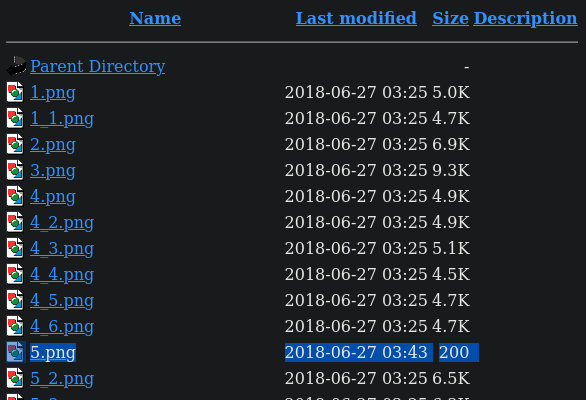 Name Last modified Size Description
Parent Directory -
1.png 2018-06-27 03:25 5.0K
1_1.png 2018-06-27 03:25 4.7K
2.png 2018-06-27 03:25 6.9K
3.png 2018-06-27 03:25 9.3K
4.png 2018-06-27 03:25 4.9K
4_2.png 2018-06-27 03:25 4.9K
4_3.png 2018-06-27 03:25 5.1K
4_4.png 2018-06-27 03:25 4.5K
4_5.png 2018-06-27 03:25 4.7K
4_6.png 2018-06-27 03:25 4.7K
5.png 2018-06-27 03:43 200
5_2.png 2018-06-27 03:25 6.5K